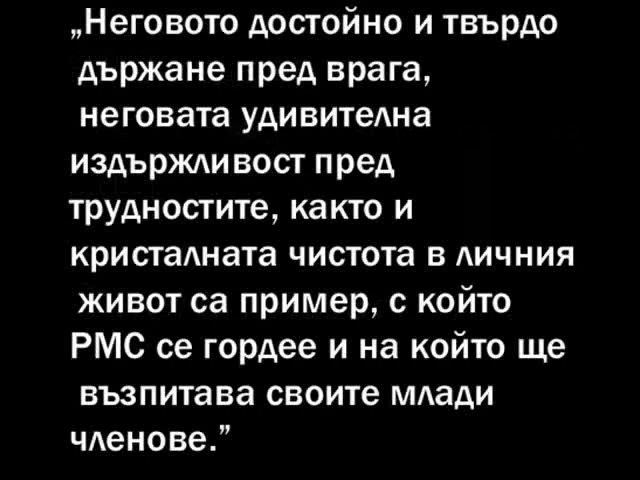 „Неговото достойно и твърдо
държане пред врага,
неговата удивителна
издържливост пред
трудностите, както и
кристалната чистота в личния
живот са пример, с който
РМС се гордее и на който ще
възпитава своите млади
членове.”